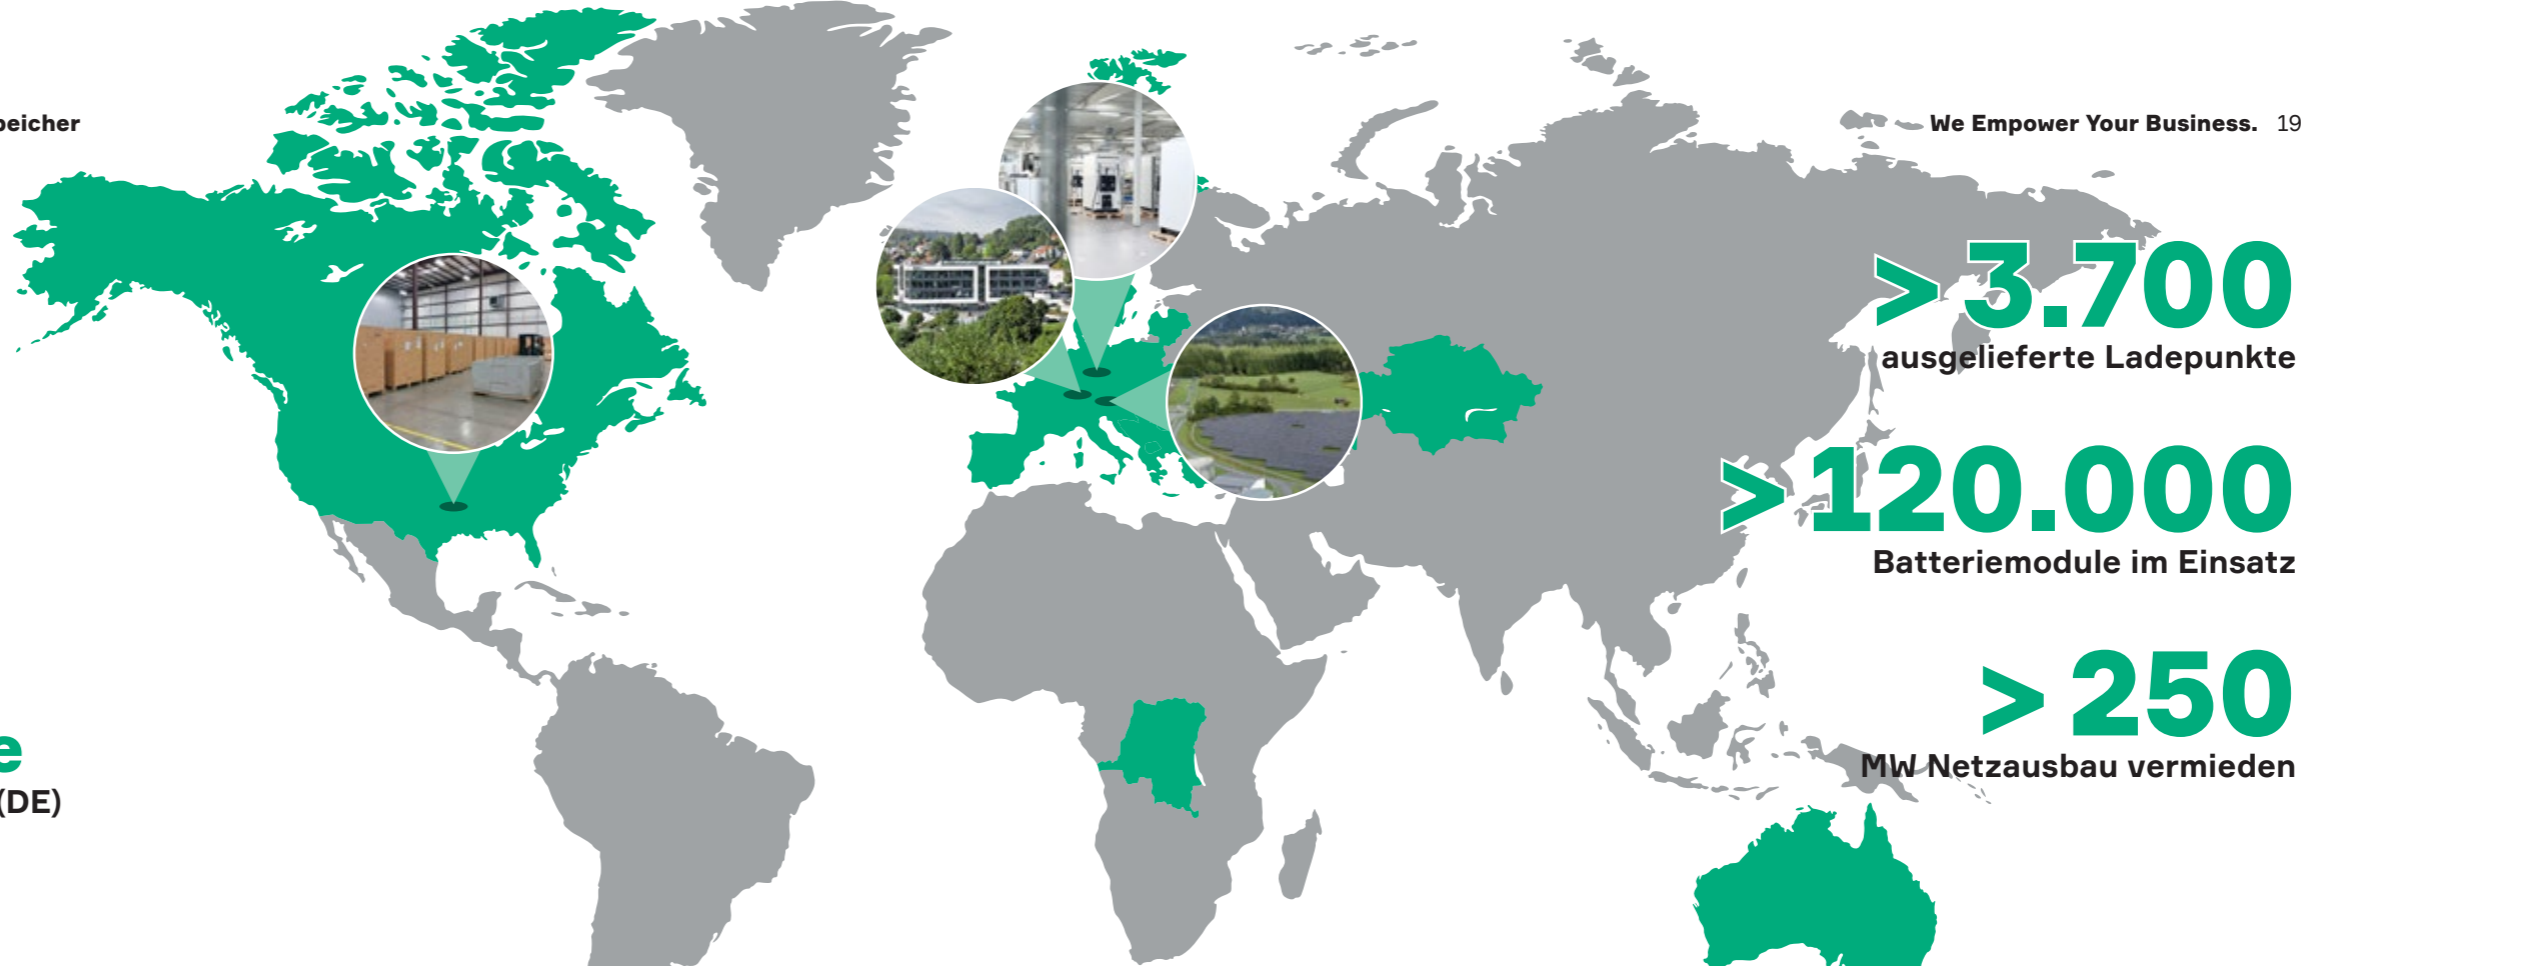 We Empower Your Business. 19
> 3.700
ausgelieferte Ladepunkte
> 120.000
Batteriemodule im Einsatz
> 250
MW Netzausbau vermieden
(DE)